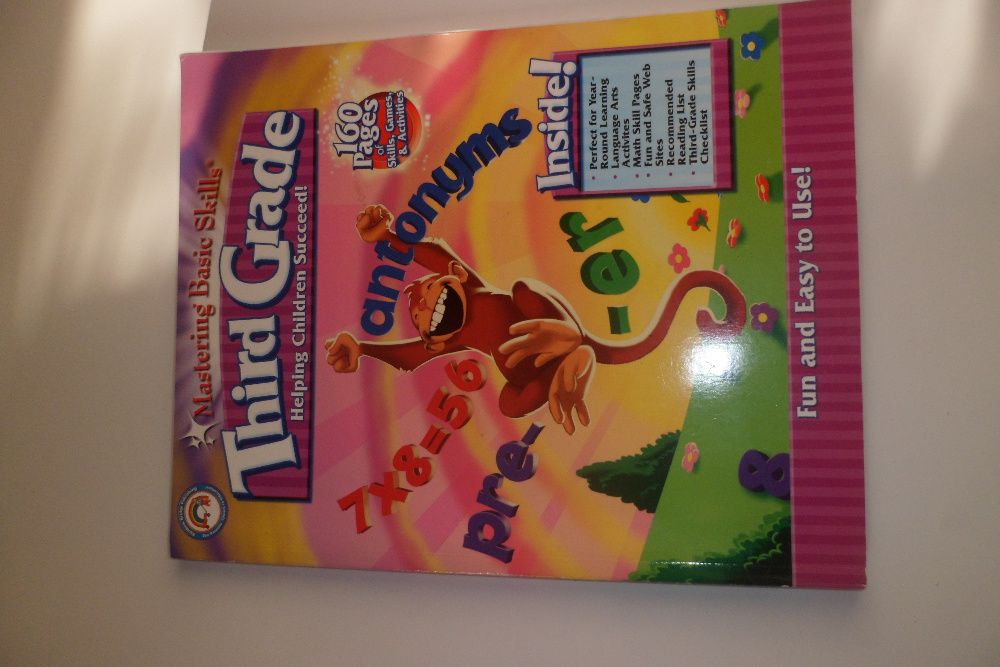 Mastering Basic Skills®
Third Grade
Helping Children Succeed!
160
Pages
of
Skills, Games,
& Activities
antonyms
7x8=56
pre-
-er
Inside!
• Perfect for Year-
Round Learning
• Language Arts
Activites
• Math Skill Pages
• Fun and Safe Web
Sites
• Recommended
Reading List
• Third-Grade Skills
Checklist
8
Fun and Easy to Use!